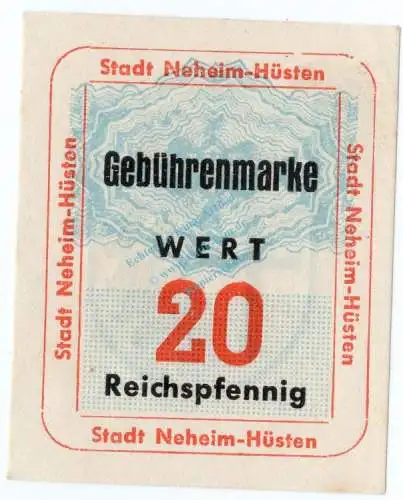 Stadt Neheim-Hüsten
Stadt Neheim-Hüsten
Gebührenmarke
WERT
20
Reichspfennig
Stadt Neheim-Hüsten
Stadt Neheim-Hüsten